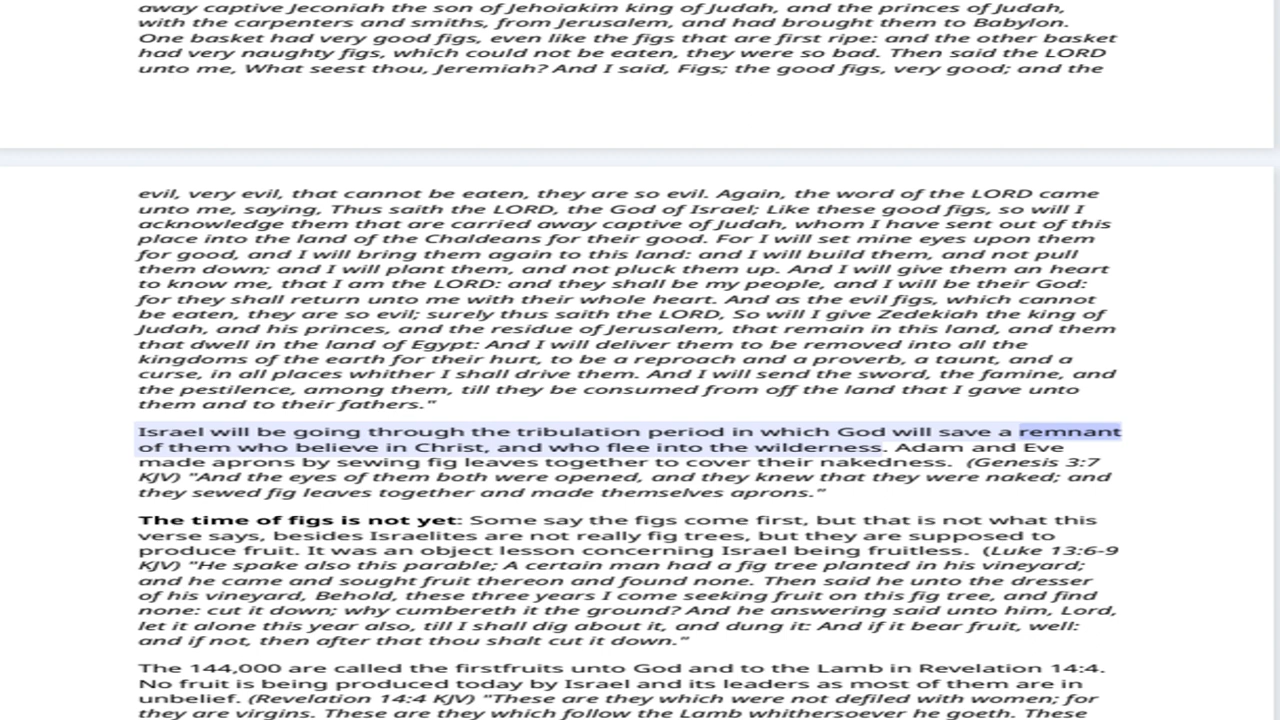 away captive Jeconiah the son of Jehoiakim king of Judah, and the princes of Judah,
with the carpenters and smiths, from Jerusalem, and had brought them to Babylon.
One basket had very good figs, even like the figs that are first ripe: and the other basket
had very naughty figs, which could not be eaten, they were so bad. Then said the LORD
unto me, What seest thou, Jeremiah? And I said, Figs; the good figs, very good; and the
evil, very evil, that cannot be eaten, they are so evil. Again, the word of the LORD came
unto me, saying, Thus saith the LORD, the God of Israel; Like these good figs, so will I
acknowledge them that are carried away captive of Judah, whom I have sent out of this
place into the land of the Chaldeans for their good. For I will set mine eyes upon them
for good, and I will bring them again to this land: and I will build them, and not pull
them down; and I will plant them, and not pluck them up. And I will give them an heart
to know me, that I am the LORD: and they shall be my people, and I will be their God:
for they shall return unto me with their whole heart. And as the evil figs, which cannot
be eaten, they are so evil; surely thus saith the LORD, So will I give Zedekiah the king of
Judah, and his princes, and the residue of Jerusalem, that remain in this land, and them
that dwell in the land of Egypt: And I will deliver them to be removed into all the
kingdoms of the earth for their hurt, to be a reproach and a proverb, a taunt, and a
curse, in all places whither I shall drive them. And I will send the sword, the famine, and
the pestilence, among them, till they be consumed from off the land that I gave unto
them and to their fathers."
Israel will be going through the tribulation period in which God will save a remnant
of them who believe in Christ, and who flee into the wilderness. Adam and Eve
made aprons by sewing fig leaves together to cover their nakedness. (Genesis 3:7
KJV) "And the eyes of them both were opened, and they knew that they were naked; and
they sewed fig leaves together and made themselves aprons."
The time of figs is not yet: Some say the figs come first, but that is not what this
verse says, besides Israelites are not really fig trees, but they are supposed to
produce fruit. It was an object lesson concerning Israel being fruitless. (Luke 13:6-9
KJV) "He spake also this parable; A certain man had a fig tree planted in his vineyard;
and he came and sought fruit thereon and found none. Then said he unto the dresser
of his vineyard, Behold, these three years I come seeking fruit on this fig tree, and find
none: cut it down; why cumbereth it the ground? And he answering said unto him, Lord,
let it alone this year also, till I shall dig about it, and dung it: And if it bear fruit, well:
and if not, then after that thou shalt cut it down."
The 144,000 are called the firstfruits unto God and to the Lamb in Revelation 14:4.
No fruit is being produced today by Israel and its leaders as most of them are in
unbelief. (Revelation 14:4 KJV) "These are they which were not defiled with women; for
they are virgins. These are they which follow the Lamb whithersoever he goeth. These